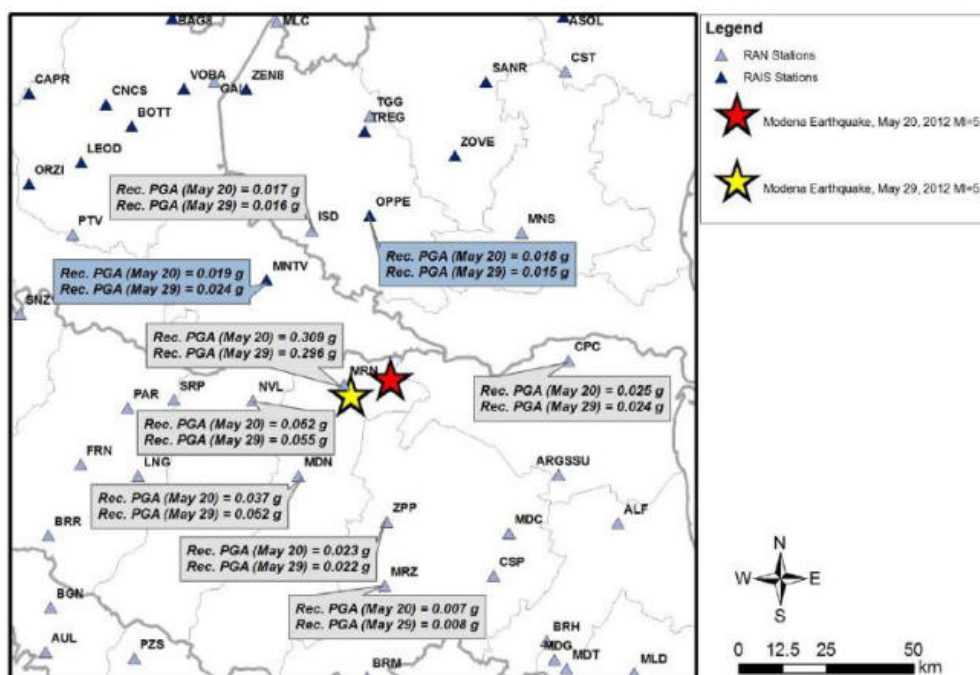 BAG8
MLC
ASOL
CAPR
VOBA
GAI
ZEN8
SANR
CST
CNCS
BOTT
TGG
TREG
LEOD
ZOVE
ORZI
Rec. PGA (May 20) = 0.017 g
Rec. PGA (May 29) = 0.016 g
ISD
OPPE
MNS
PTV
Rec. PGA (May 20) = 0.018 g
Rec. PGA (May 29) = 0.015 g
MNTV
Rec. PGA (May 20) = 0.019 g
Rec. PGA (May 29) = 0.024 g
Rec. PGA (May 20) = 0.309 g
Rec. PGA (May 29) = 0.296 g
MRN
CPC
Rec. PGA (May 20) = 0.025 g
Rec. PGA (May 29) = 0.024 g
PAR
SRP
NVL
Rec. PGA (May 20) = 0.052 g
Rec. PGA (May 29) = 0.055 g
FRN
LNG
MDN
ARGSSU
Rec. PGA (May 20) = 0.037 g
Rec. PGA (May 29) = 0.052 g
ZPP
MDC
ALF
BRR
Rec. PGA (May 20) = 0.023 g
Rec. PGA (May 29) = 0.022 g
MRZ
CSP
Rec. PGA (May 20) = 0.007 g
Rec. PGA (May 29) = 0.008 g
BGN
AUL
PZS
BRM
BRH
MDG
MDT
MLD
Legend
RAN Stations
RAIS Stations
Modena Earthquake, May 20, 2012 Ml=5
Modena Earthquake, May 29, 2012 Ml=5
N
W E
S
0 12.5 25 50
km